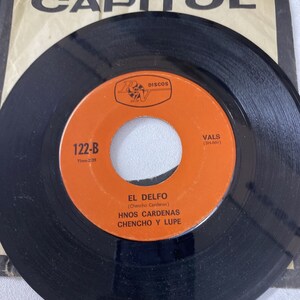 CAPITOL
DISCOS
122-B
VALS
EL DELFO
(Chencho Cardenas)
HNOS CARDENAS
CHENCHO Y LUPE